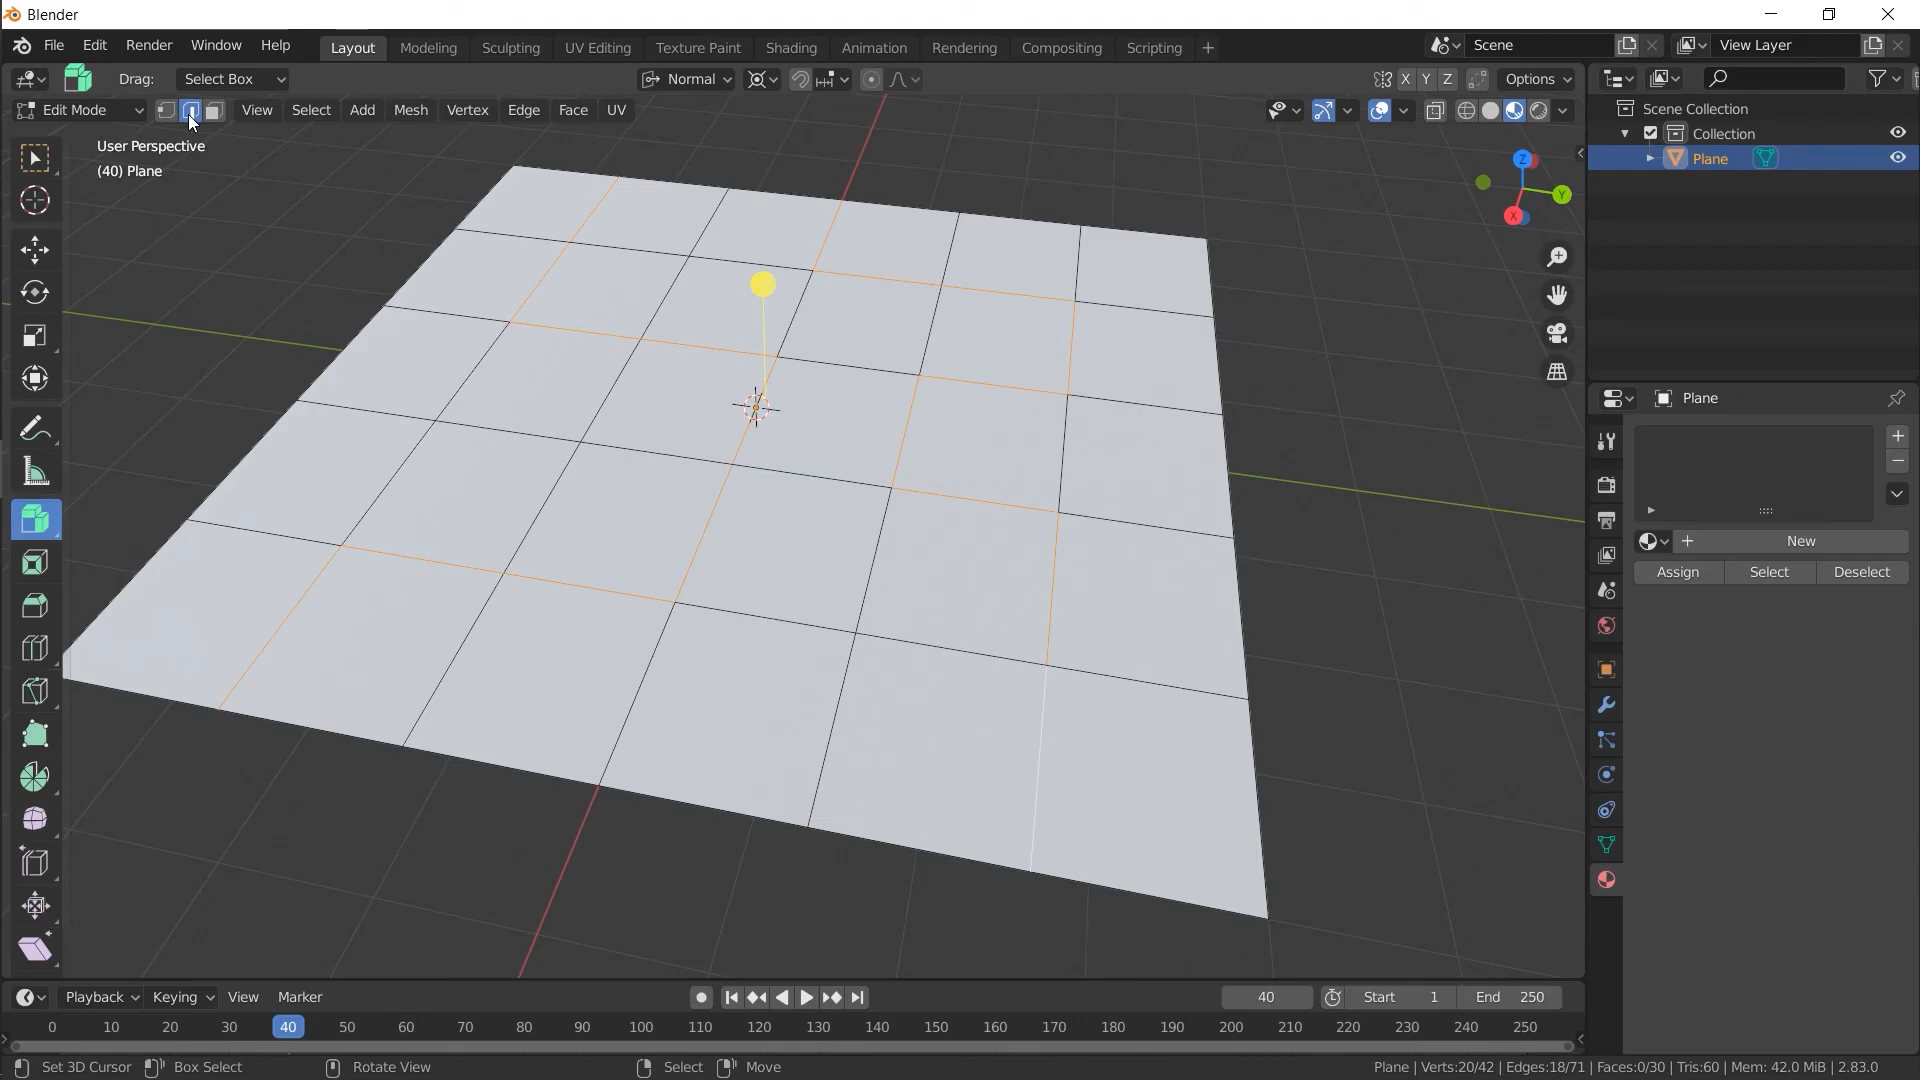 Blender
File Edit Render Window Help Layout Modeling Sculpting UV Editing Texture Paint Shading Animation Rendering Compositing Scripting + Scene View Layer
Drag: Select Box Normal X Y Z Options
Edit Mode View Select Add Mesh Vertex Edge Face UV
User Perspective
(40) Plane
Z
Y
X
Scene Collection
Collection
Plane
Plane
+ New
Assign Select Deselect
Playback Keying View Marker 40 Start 1 End 250
0 10 20 30 40 50 60 70 80 90 100 110 120 130 140 150 160 170 180 190 200 210 220 230 240 250
Set 3D Cursor Box Select Rotate View Select Move Plane | Verts:20/42 | Edges:18/71 | Faces:0/30 | Tris:60 | Mem: 42.0 MiB | 2.83.0